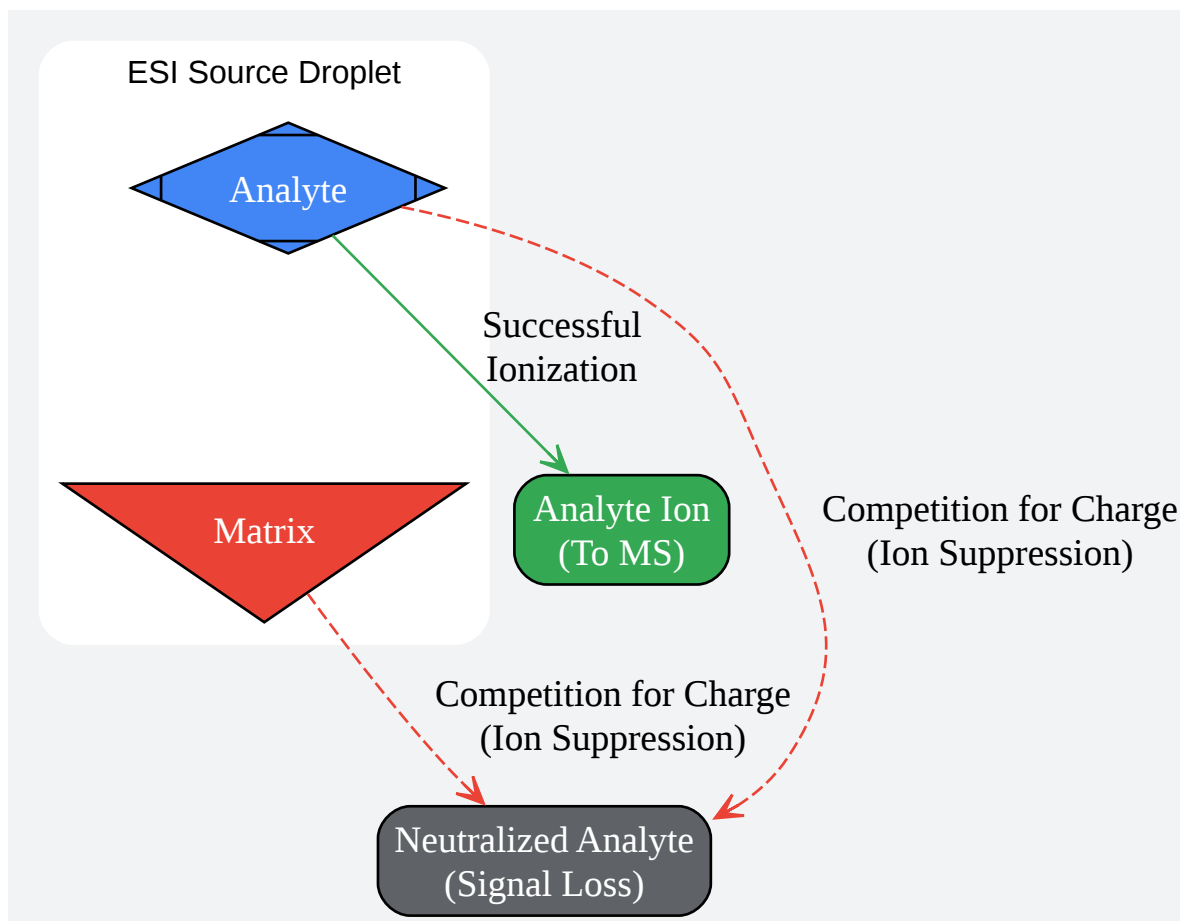 ESI Source Droplet
Analyte
Successful
Ionization
Matrix
Analyte Ion
(To MS)
Competition for Charge
(Ion Suppression)
Competition for Charge
(Ion Suppression)
Neutralized Analyte
(Signal Loss)